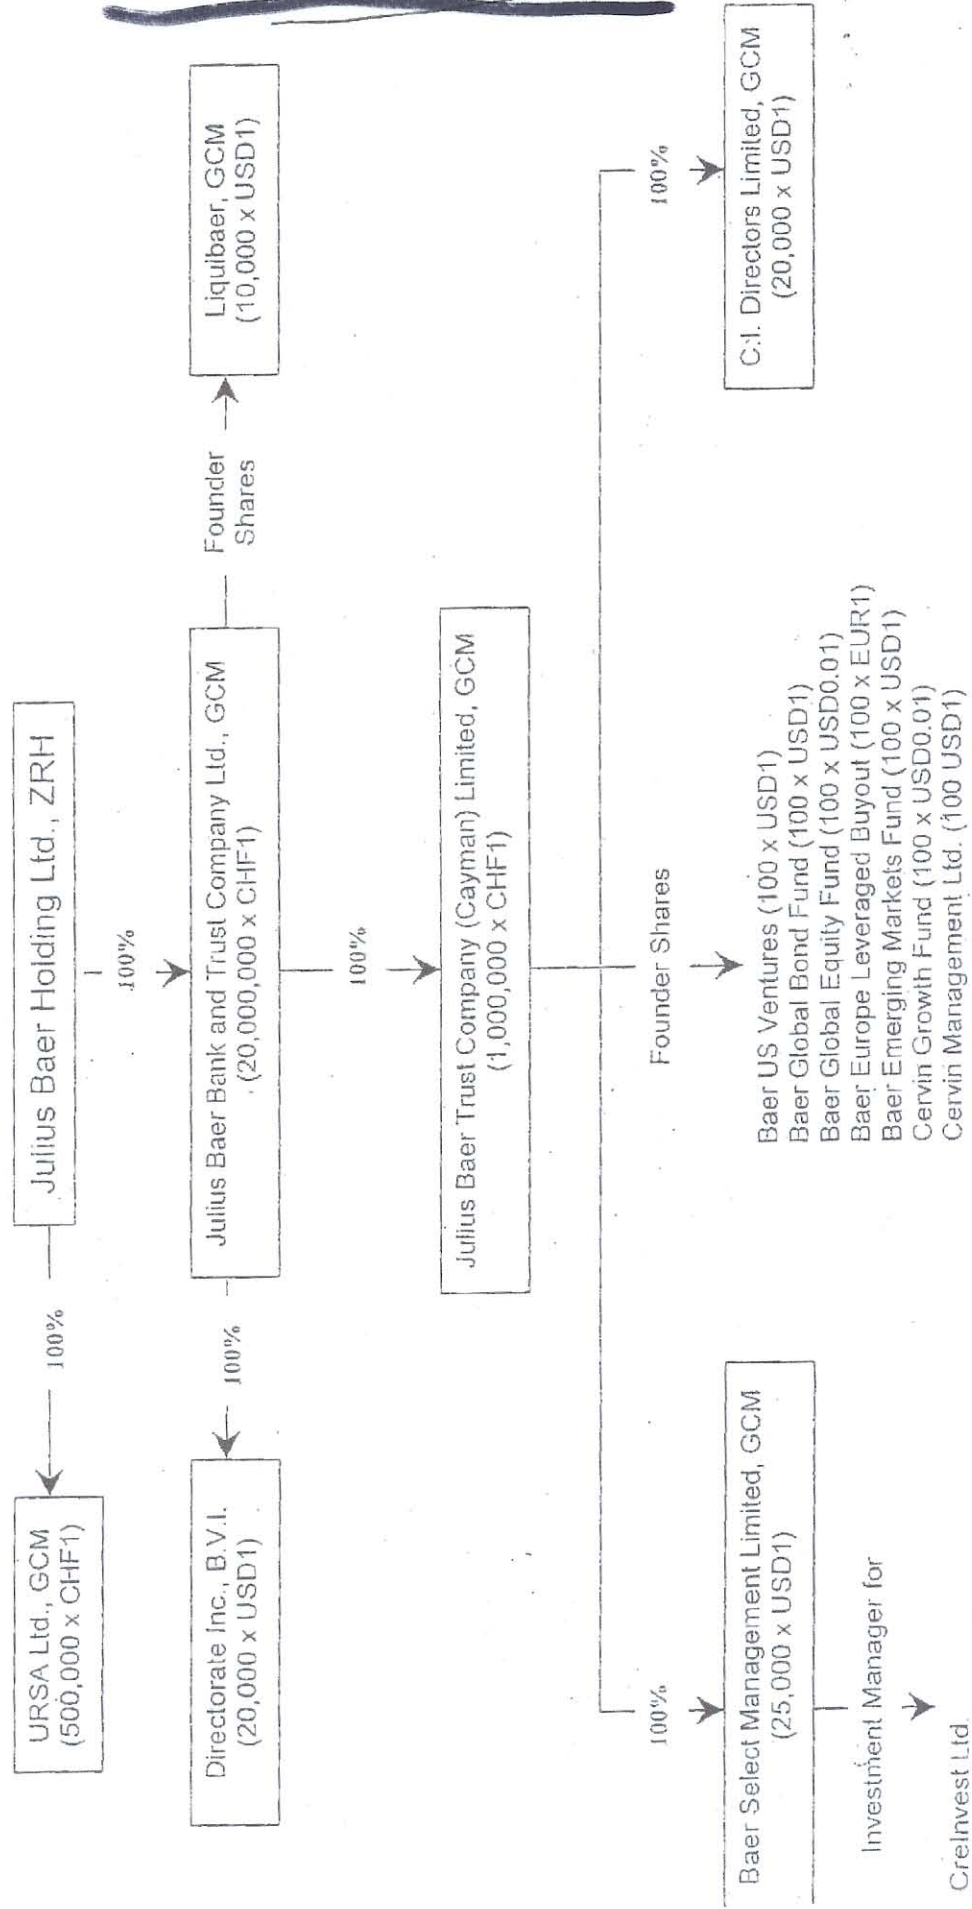 Julius Baer Holding Ltd., ZRH
100%
URSA Ltd., GCM
(500,000 x CHF1)
100%
Julius Baer Bank and Trust Company Ltd., GCM
(20,000,000 x CHF1)
100%
Directorate Inc., B.V.I.
(20,000 x USD1)
Founder
Shares
Liquibaer, GCM
(10,000 x USD1)
100%
Julius Baer Trust Company (Cayman) Limited, GCM
(1,000,000 x CHF1)
100%
Baer Select Management Limited, GCM
(25,000 x USD1)
Investment Manager for
CreInvest Ltd.
Founder Shares
Baer US Ventures (100 x USD1)
Baer Global Bond Fund (100 x USD1)
Baer Global Equity Fund (100 x USD0.01)
Baer Europe Leveraged Buyout (100 x EUR1)
Baer Emerging Markets Fund (100 x USD1)
Cervin Growth Fund (100 x USD0.01)
Cervin Management Ltd. (100 USD1)
100%
C.I. Directors Limited, GCM
(20,000 x USD1)